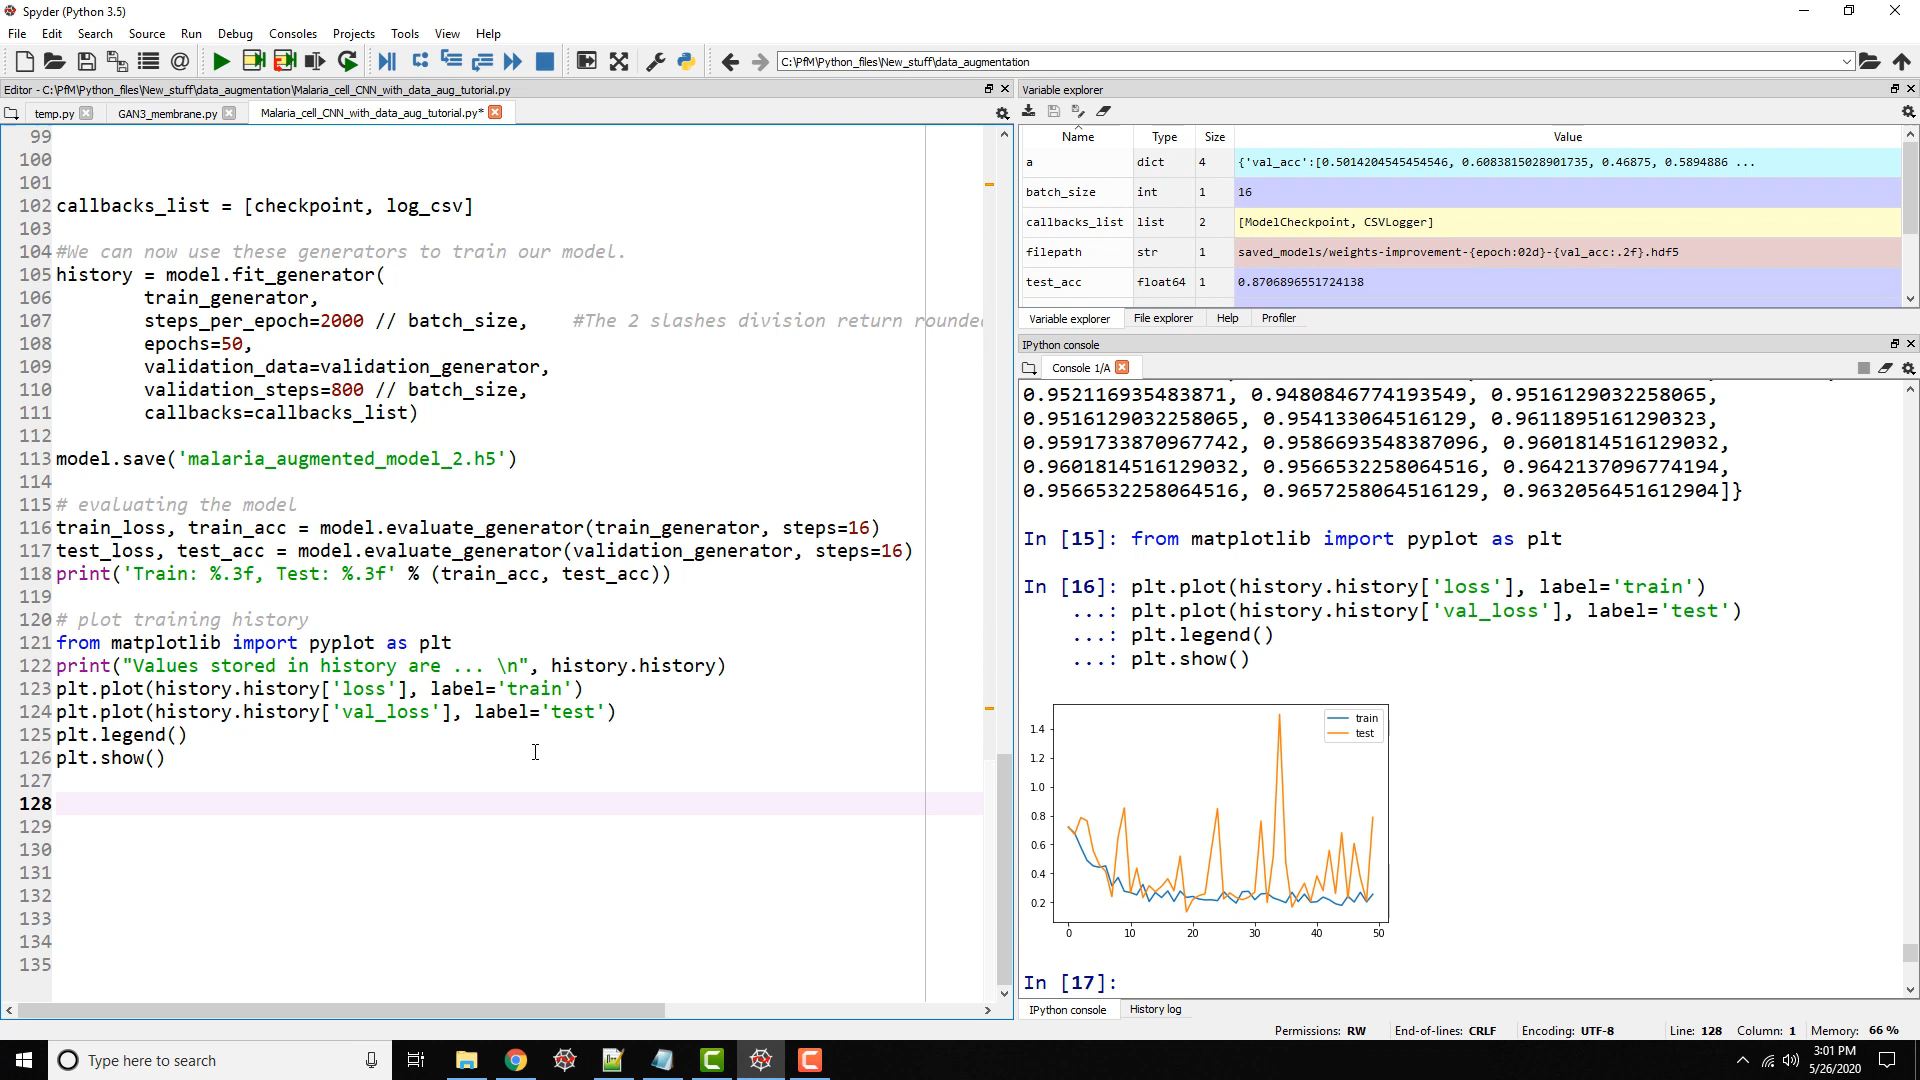 Spyder (Python 3.5)
File Edit Search Source Run Debug Consoles Projects Tools View Help
C:\PfM\Python_files\New_stuff\data_augmentation
Editor - C:\PfM\Python_files\New_stuff\data_augmentation\Malaria_cell_CNN_with_data_aug_tutorial.py
temp.py GAN3_membrane.py Malaria_cell_CNN_with_data_aug_tutorial.py*
99
100
101
102 callbacks_list = [checkpoint, log_csv]
103
104 #We can now use these generators to train our model.
105 history = model.fit_generator(
106 train_generator,
107 steps_per_epoch=2000 // batch_size, #The 2 slashes division return rounded
108 epochs=50,
109 validation_data=validation_generator,
110 validation_steps=800 // batch_size,
111 callbacks=callbacks_list)
112
113 model.save('malaria_augmented_model_2.h5')
114
115 # evaluating the model
116 train_loss, train_acc = model.evaluate_generator(train_generator, steps=16)
117 test_loss, test_acc = model.evaluate_generator(validation_generator, steps=16)
118 print('Train: %.3f, Test: %.3f' % (train_acc, test_acc))
119
120 # plot training history
121 from matplotlib import pyplot as plt
122 print("Values stored in history are ... \n", history.history)
123 plt.plot(history.history['loss'], label='train')
124 plt.plot(history.history['val_loss'], label='test')
125 plt.legend()
126 plt.show()
127
128
129
130
131
132
133
134
135
Variable explorer
Name Type Size Value
a dict 4 {'val_acc':[0.5014204545454546, 0.6083815028901735, 0.46875, 0.5894886 ...
batch_size int 1 16
callbacks_list list 2 [ModelCheckpoint, CSVLogger]
filepath str 1 saved_models/weights-improvement-{epoch:02d}-{val_acc:.2f}.hdf5
test_acc float64 1 0.8706896551724138
Variable explorer File explorer Help Profiler
IPython console
Console 1/A
0.952116935483871, 0.9480846774193549, 0.9516129032258065,
0.9516129032258065, 0.954133064516129, 0.9611895161290323,
0.9591733870967742, 0.9586693548387096, 0.9601814516129032,
0.9601814516129032, 0.9566532258064516, 0.9642137096774194,
0.9566532258064516, 0.9657258064516129, 0.9632056451612904]}
In [15]: from matplotlib import pyplot as plt
In [16]: plt.plot(history.history['loss'], label='train')
...: plt.plot(history.history['val_loss'], label='test')
...: plt.legend()
...: plt.show()
train
test
1.4
1.2
1.0
0.8
0.6
0.4
0.2
0 10 20 30 40 50
In [17]:
IPython console History log
Permissions: RW End-of-lines: CRLF Encoding: UTF-8 Line: 128 Column: 1 Memory: 66 %
Type here to search
3:01 PM
5/26/2020